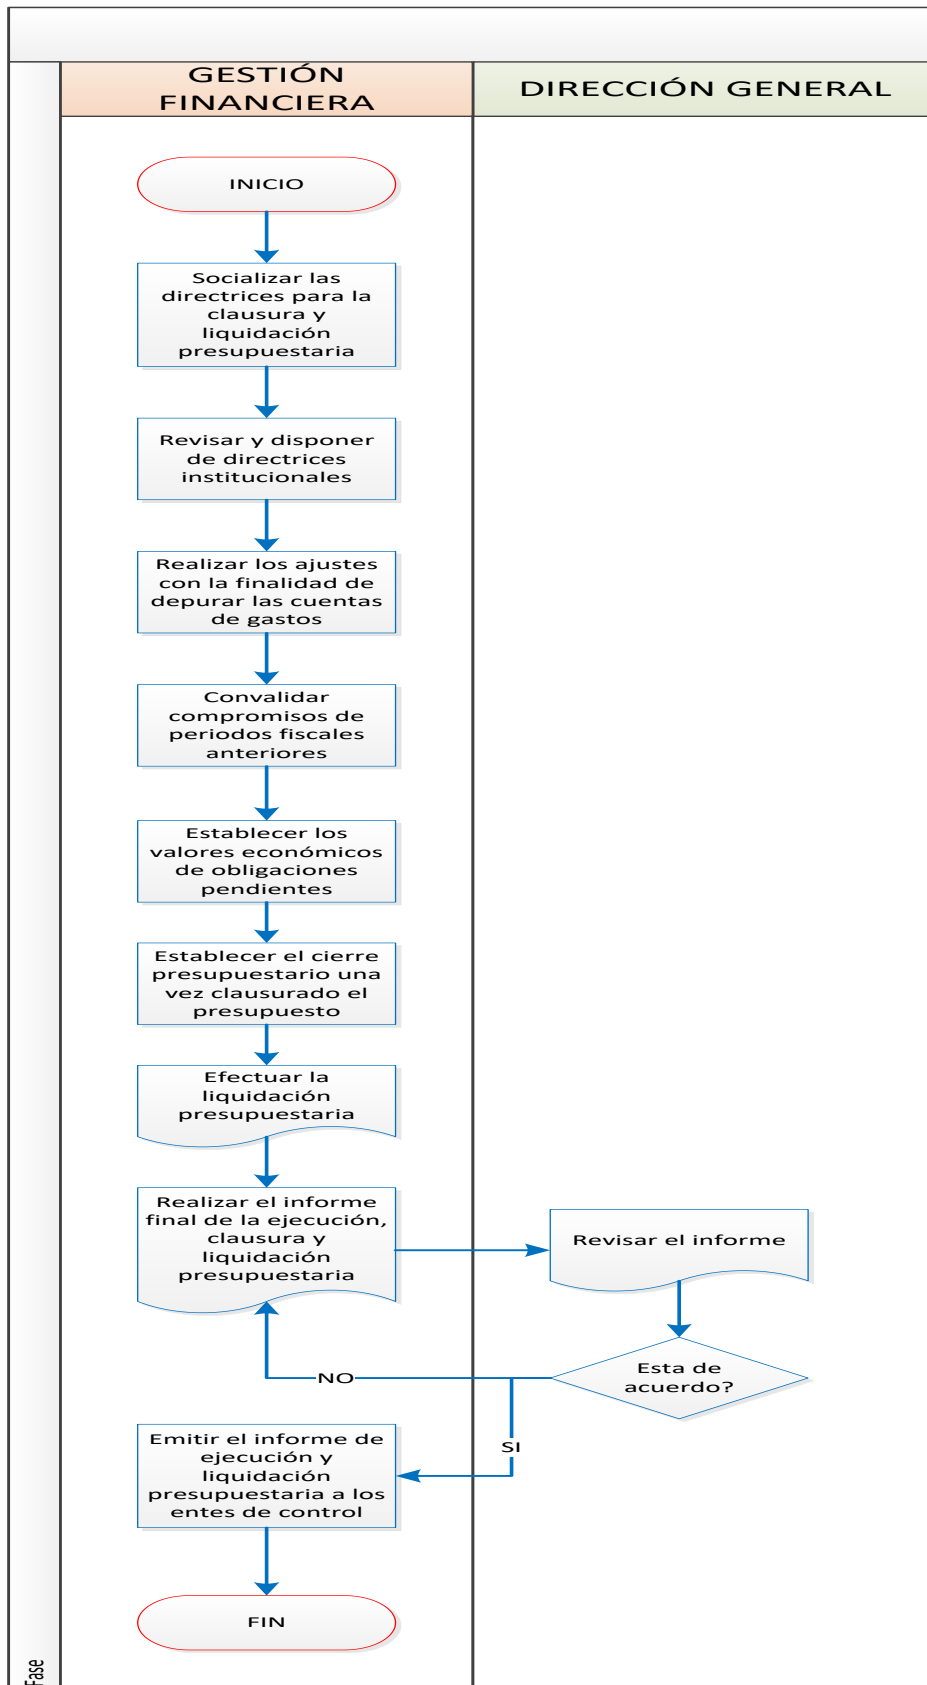 GESTIÓN
FINANCIERA
DIRECCIÓN GENERAL
INICIO
Socializar las
directrices para la
clausura y
liquidación
presupuestaria
Revisar y disponer
de directrices
institucionales
Realizar los ajustes
con la finalidad de
depurar las cuentas
de gastos
Convalidar
compromisos de
periodos fiscales
anteriores
Establecer los
valores económicos
de obligaciones
pendientes
Establecer el cierre
presupuestario una
vez clausurado el
presupuesto
Efectuar la
liquidación
presupuestaria
Realizar el informe
final de la ejecución,
clausura y
liquidación
presupuestaria
Revisar el informe
Esta de
acuerdo?
NO
SI
Emitir el informe de
ejecución y
liquidación
presupuestaria a los
entes de control
FIN
Fase